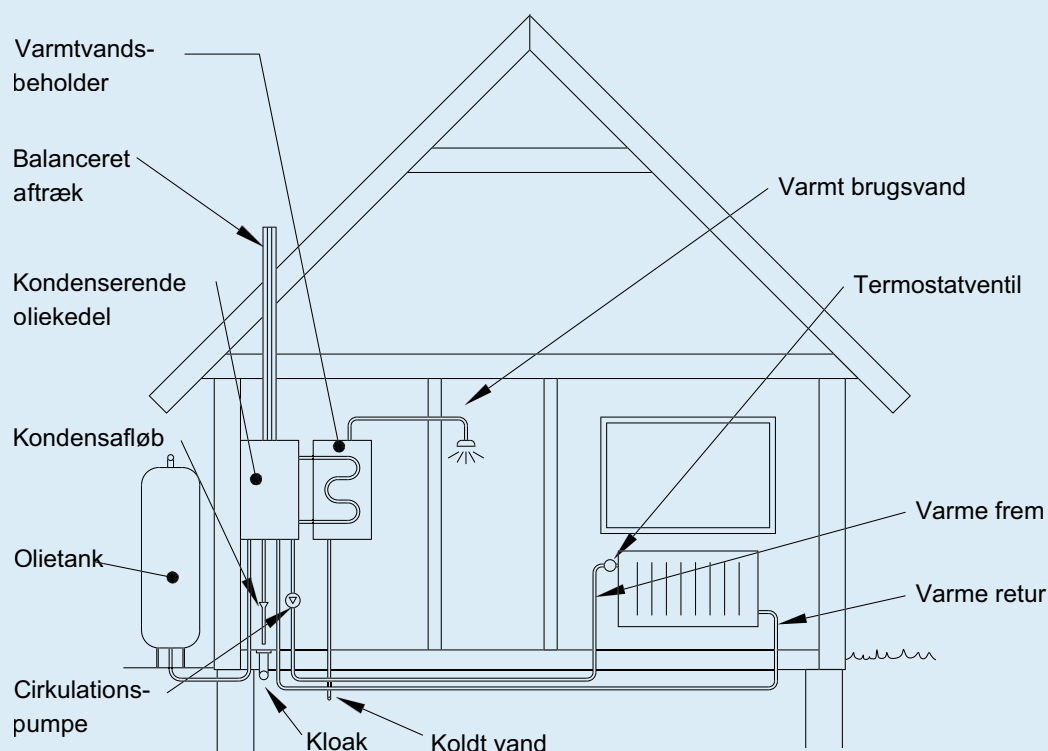 Varmtvands-
beholder
Balanceret
aftræk
Varmt brugsvand
Kondenserende
oliekedel
Termostatventil
Kondensafløb
Varme frem
Olietank
Varme retur
Cirkulations-
pumpe
Kloak
Koldt vand